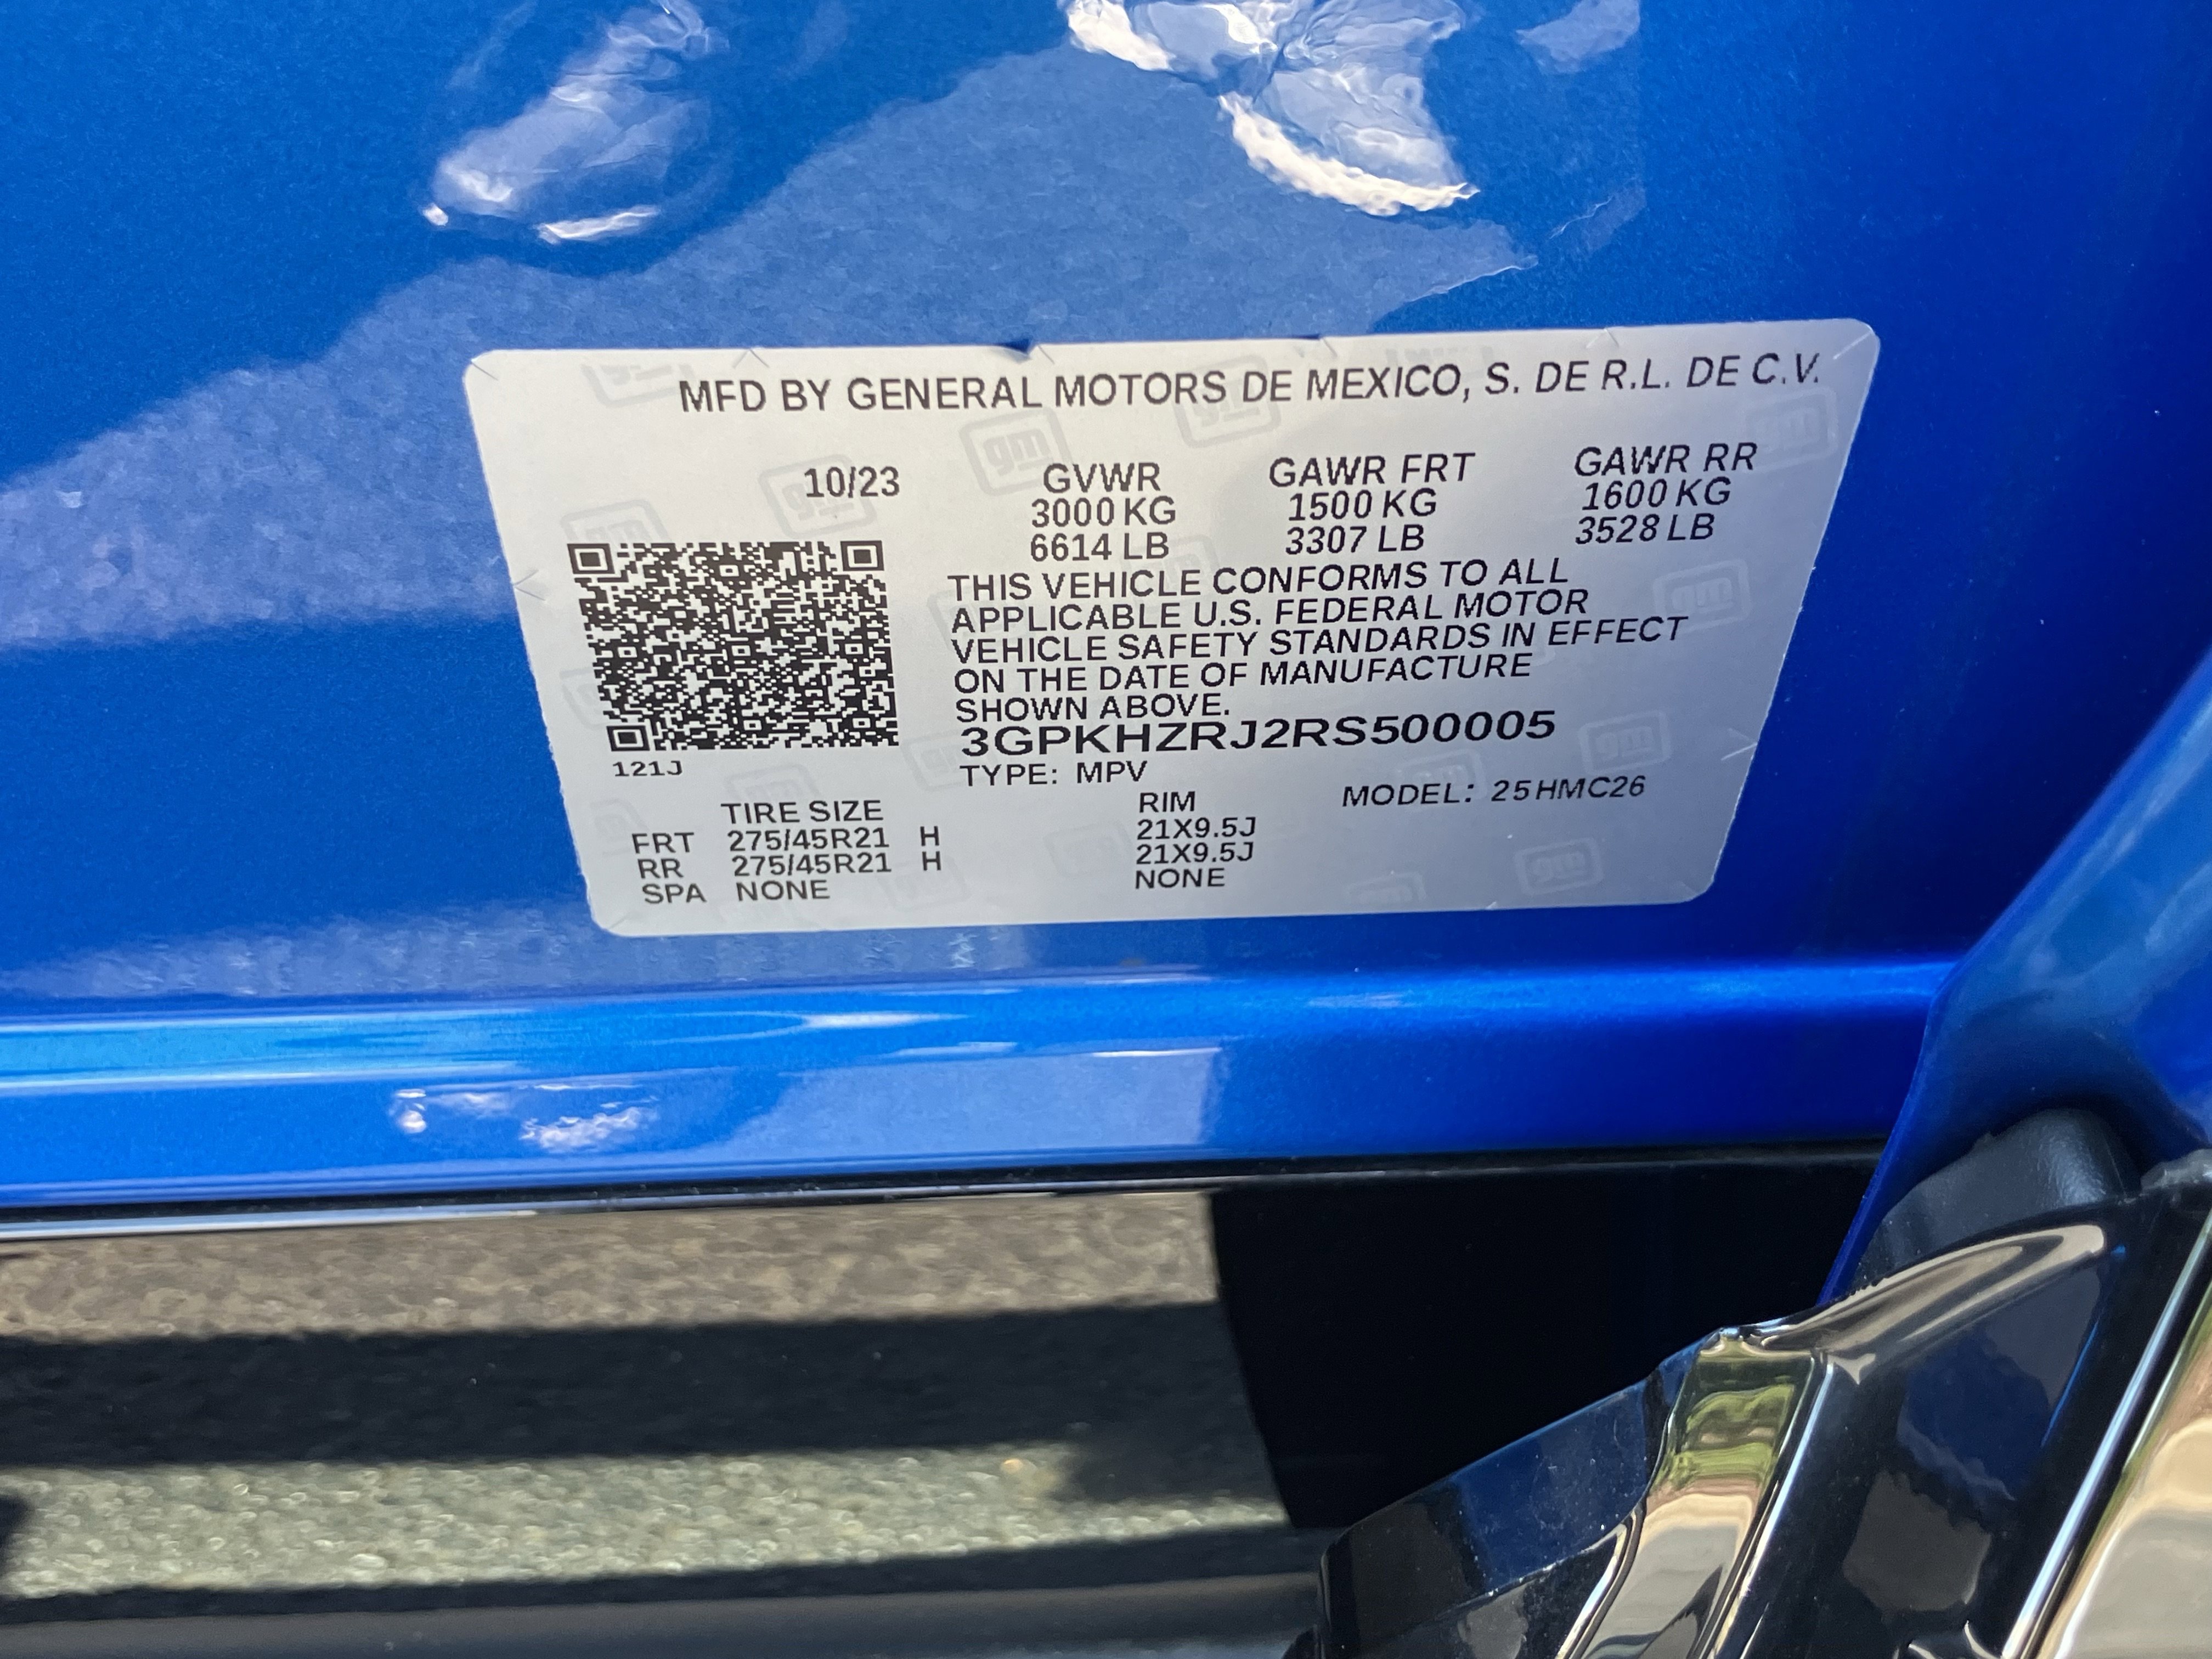 MFD BY GENERAL MOTORS DE MEXICO, S. DE R.L. DE C.V.
10/23 GVWR GAWR FRT GAWR RR
3000 KG 1500 KG 1600 KG
6614 LB 3307 LB 3528 LB
THIS VEHICLE CONFORMS TO ALL
APPLICABLE U.S. FEDERAL MOTOR
VEHICLE SAFETY STANDARDS IN EFFECT
ON THE DATE OF MANUFACTURE
SHOWN ABOVE.
3GPKHZRJ2RS500005
121J
TYPE: MPV
MODEL: 25HMC26
TIRE SIZE RIM
FRT 275/45R21 H 21X9.5J
RR 275/45R21 H 21X9.5J
SPA NONE NONE
gm